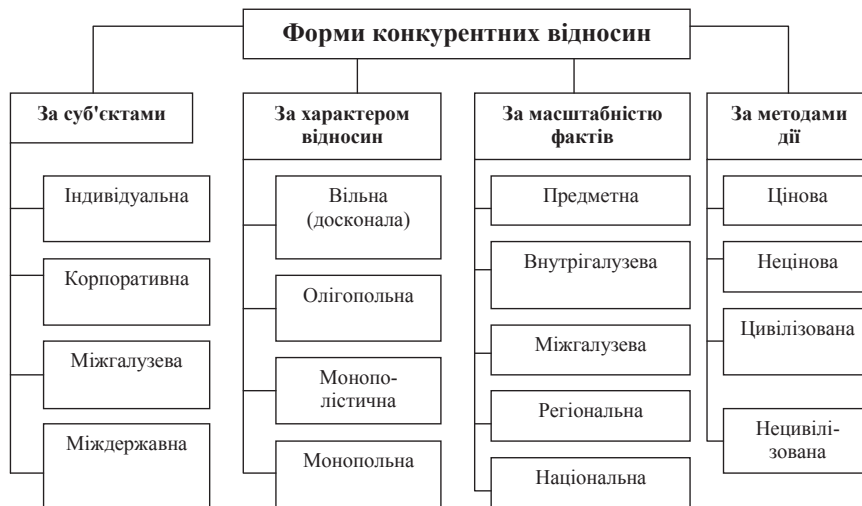 Форми конкурентних відносин
За суб'єктами
Індивідуальна
Корпоративна
Міжгалузева
Міждержавна
За характером
відносин
Вільна
(досконала)
Олігопольна
Монопо-
лістична
Монопольна
За масштабністю
фактів
Предметна
Внутрігалузева
Міжгалузева
Регіональна
Національна
За методами
дії
Цінова
Нецінова
Цивілізована
Нецивілі-
зована